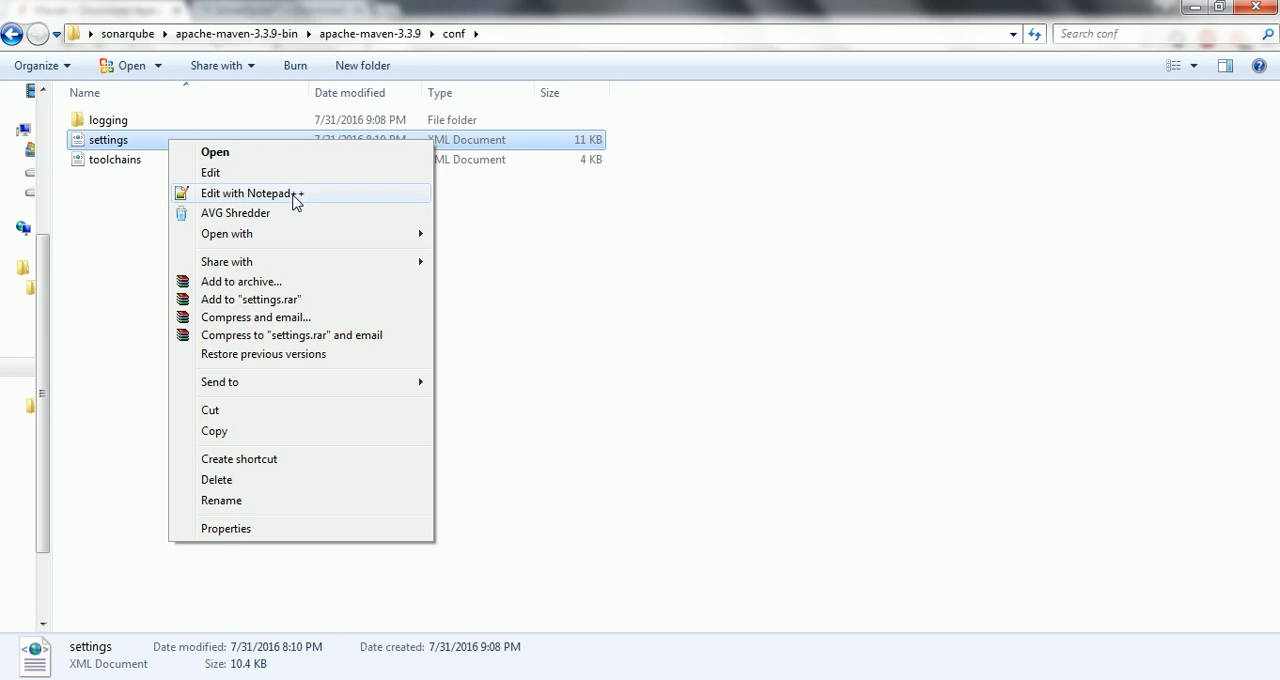 sonarqube apache-maven-3.3.9-bin apache-maven-3.3.9 conf Search conf
Organize Open Share with Burn New folder
Name Date modified Type Size
logging 7/31/2016 9:08 PM File folder
settings 7/31/2016 8:10 PM XML Document 11 KB
toolchains ML Document 4 KB
Open
Edit
Edit with Notepad++
AVG Shredder
Open with
Share with
Add to archive...
Add to "settings.rar"
Compress and email...
Compress to "settings.rar" and email
Restore previous versions
Send to
Cut
Copy
Create shortcut
Delete
Rename
Properties
settings Date modified: 7/31/2016 8:10 PM Date created: 7/31/2016 9:08 PM
XML Document Size: 10.4 KB